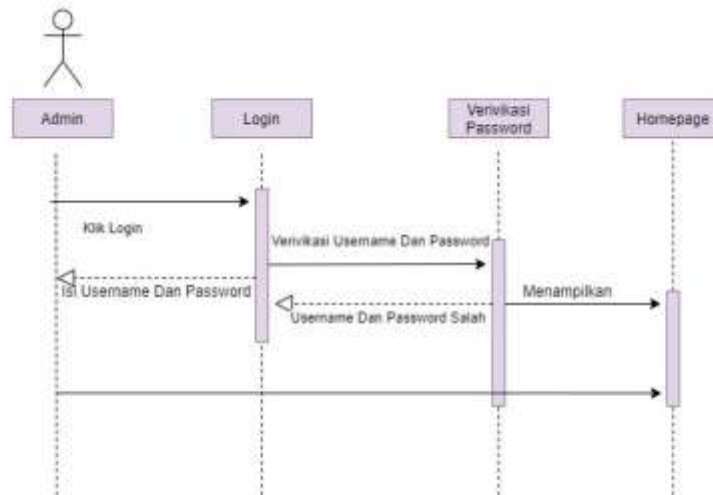 Admin
Login
Verivikasi
Password
Homepage
Klik Login
Verivikasi Username Dan Password
Isi Username Dan Password
Menampilkan
Username Dan Password Salah